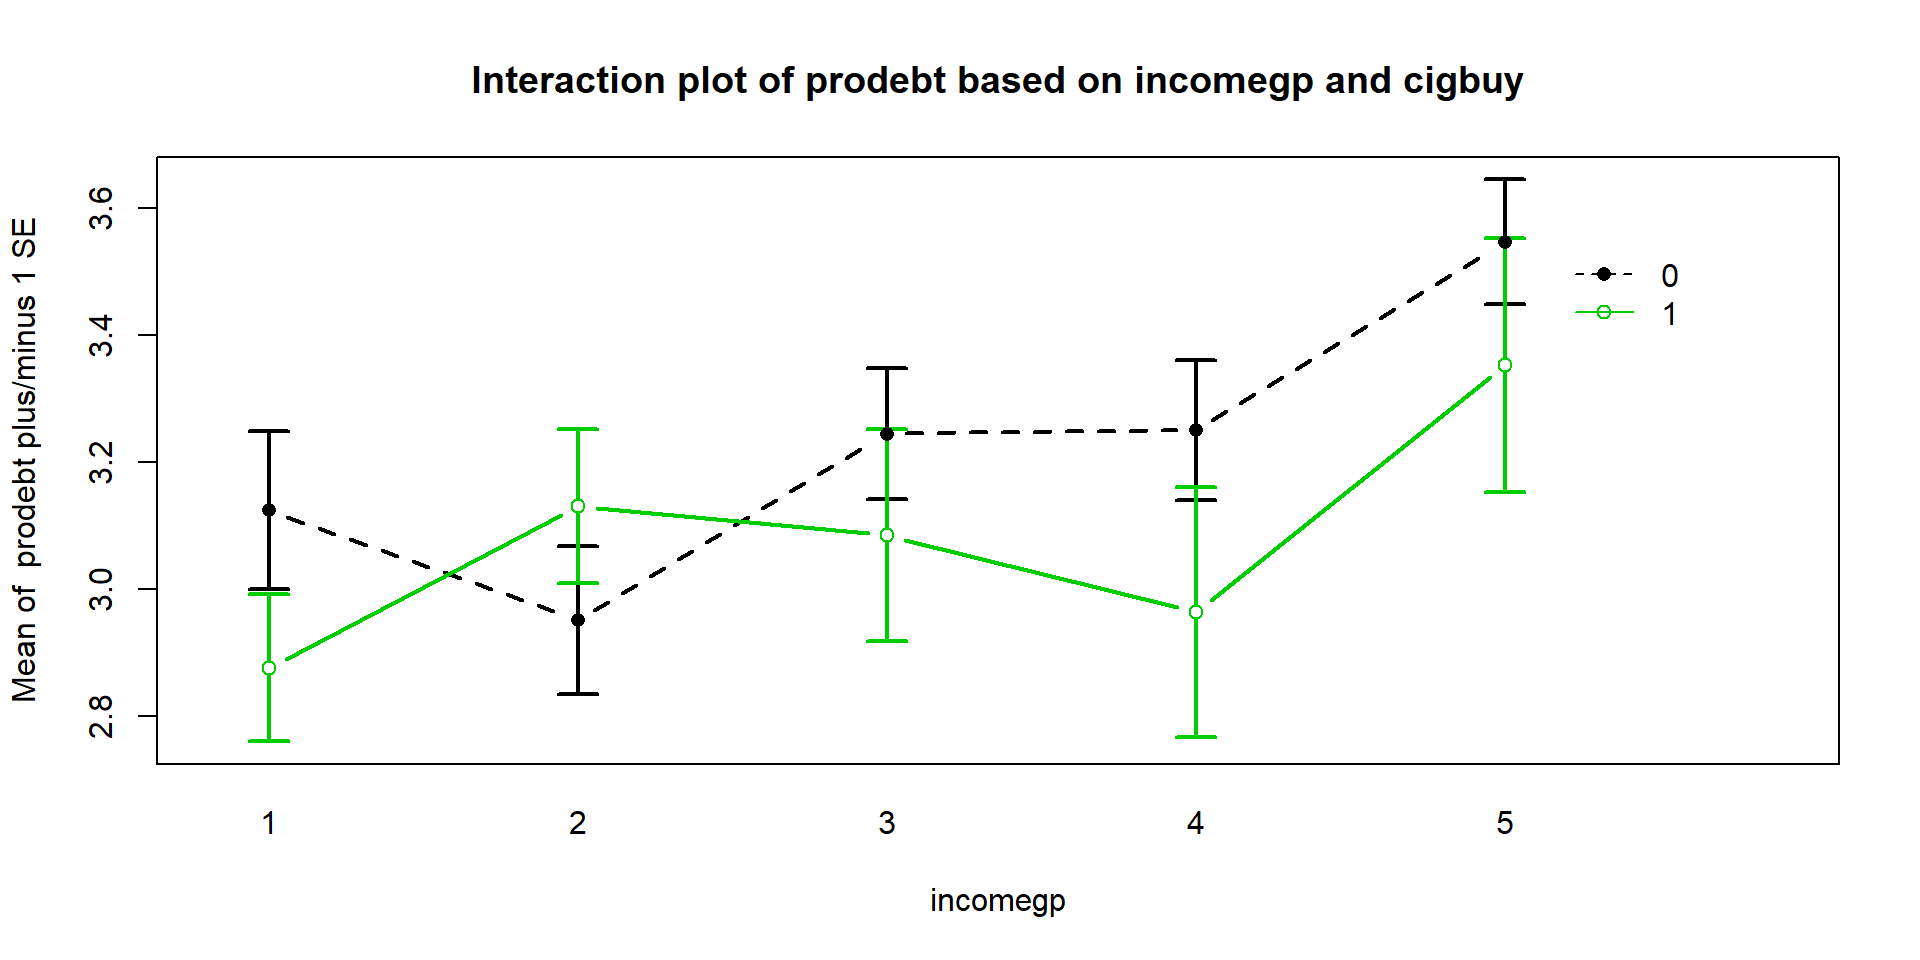 Interaction plot of prodebt based on incomegp and cigbuy
Mean of  prodebt plus/minus 1 SE
3.6
3.4
3.2
3.0
2.8
0
1
1 2 3 4 5
incomegp